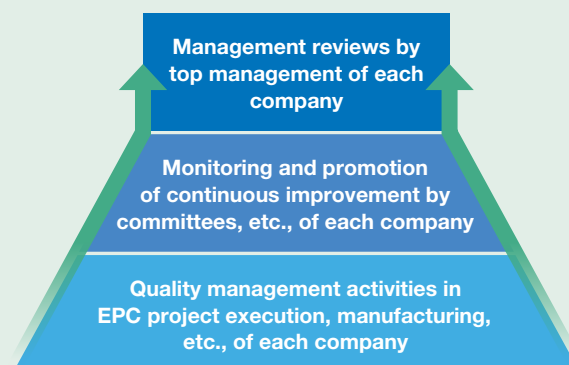 Management reviews by
top management of each
company
Monitoring and promotion
of continuous improvement by
committees, etc., of each company
Quality management activities in
EPC project execution, manufacturing,
etc., of each company